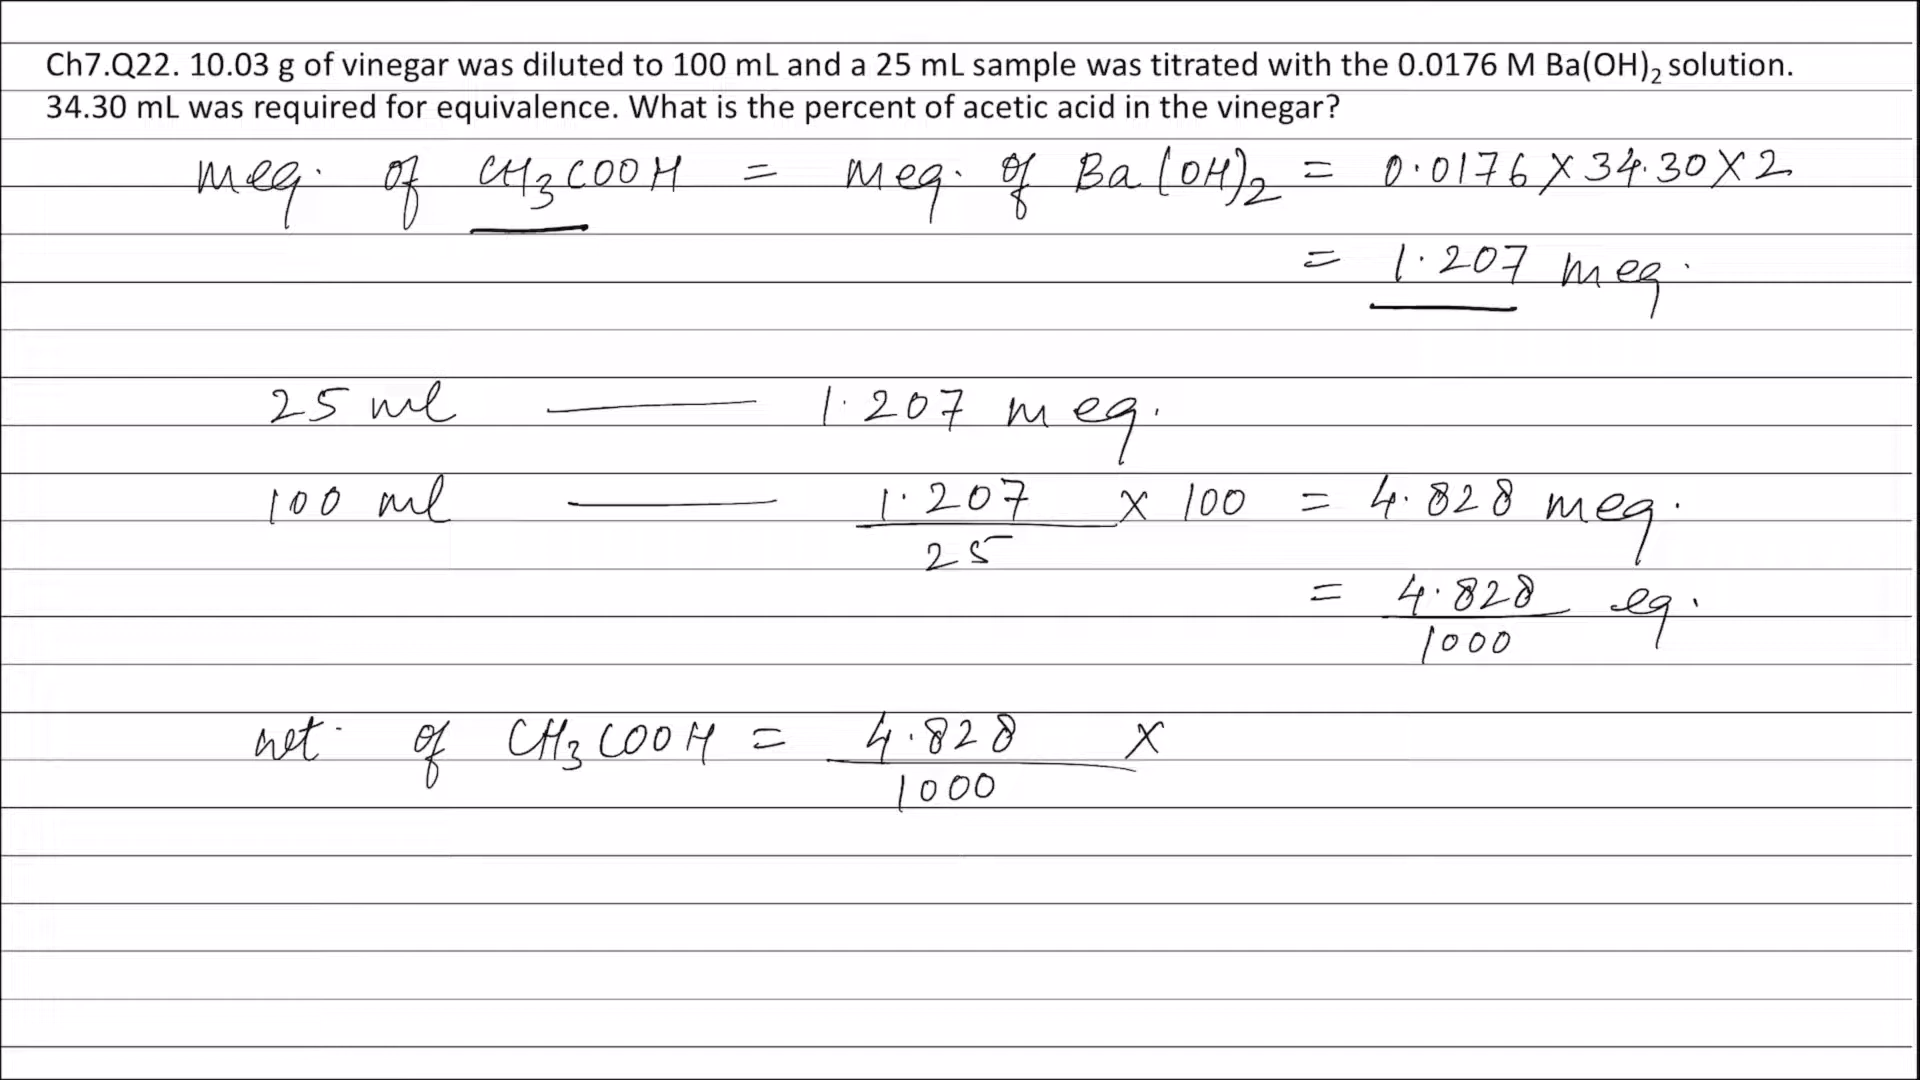 Ch7.Q22. 10.03 g of vinegar was diluted to 100 mL and a 25 mL sample was titrated with the 0.0176 M Ba(OH)₂ solution.
34.30 mL was required for equivalence. What is the percent of acetic acid in the vinegar?
meq. of CH₃COOH = meq. of Ba(OH)₂ = 0.0176 × 34.30 × 2
= 1.207 meq.
25 ml —— 1.207 meq.
100 ml —— 1.207/25 × 100 = 4.828 meq.
= 4.828/1000 eq.
wt. of CH₃COOH = 4.828/1000 ×